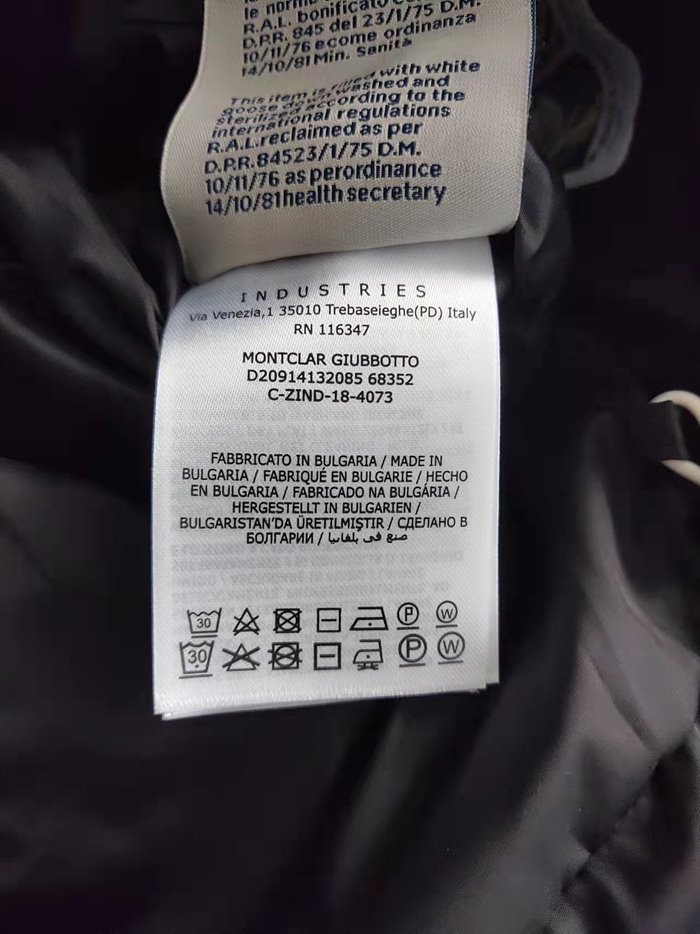 le
R.A.L. bonificato
D.P.R. 845 del 23/1/75 D.M.
10/11/76 e come ordinanza
14/10/81 Min. Sanità
This item is filled with white
goose down washed and
sterilized according to the
international regulations
R.A.L.reclaimed as per
D.P.R.84523/1/75 D.M.
10/11/76 as perordinance
14/10/81health secretary
INDUSTRIES
Via Venezia,1 35010 Trebaseieghe(PD) Italy
RN 116347
MONTCLAR GIUBBOTTO
D20914132085 68352
C-ZIND-18-4073
FABBRICATO IN BULGARIA / MADE IN
BULGARIA / FABRIQUÉ EN BULGARIE / HECHO
EN BULGARIA / FABRICADO NA BULGÁRIA /
HERGESTELLT IN BULGARIEN /
BULGARISTAN'DA ÜRETILMIŞTIR / СДЕЛАНО В
БОЛГАРИИ / صنع في
30 P W
30 P W